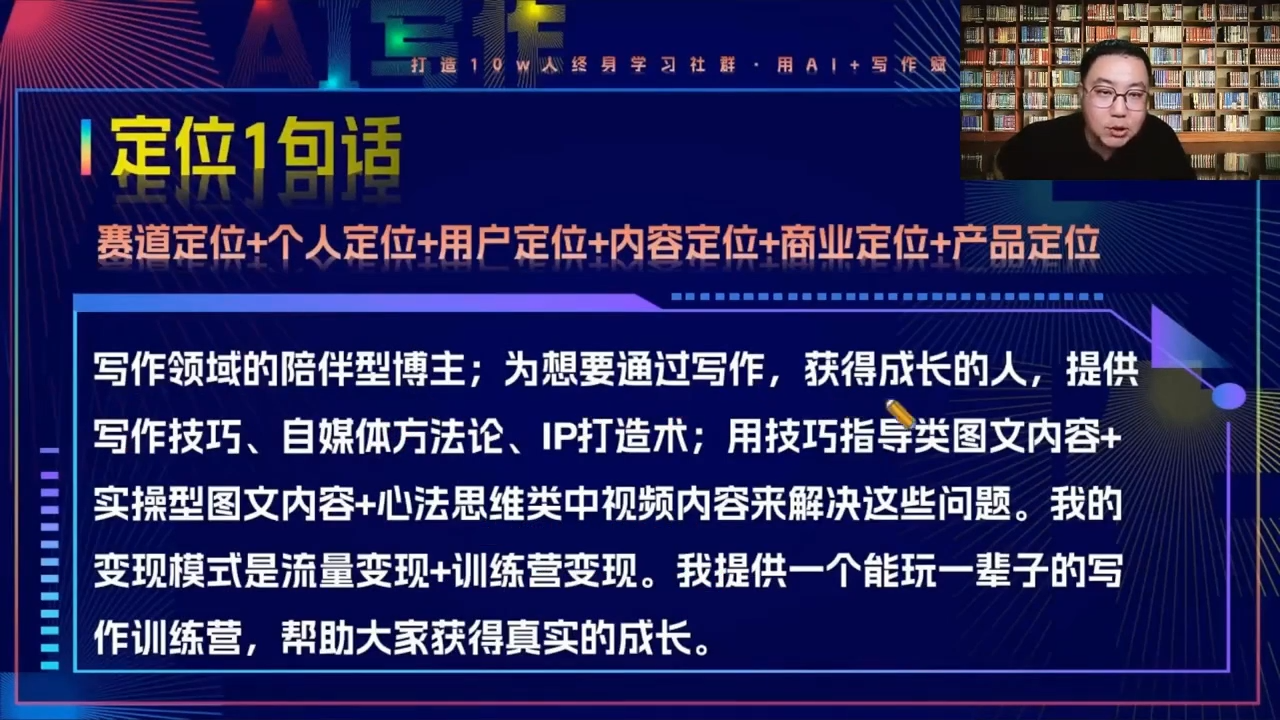 AI写作
打造10w人终身学习社群·用AI+写作赋
定位1句话
赛道定位+个人定位+用户定位+内容定位+商业定位+产品定位
写作领域的陪伴型博主；为想要通过写作，获得成长的人，提供
写作技巧、自媒体方法论、IP打造术；用技巧指导类图文内容+
实操型图文内容+心法思维类中视频内容来解决这些问题。我的
变现模式是流量变现+训练营变现。我提供一个能玩一辈子的写
作训练营，帮助大家获得真实的成长。